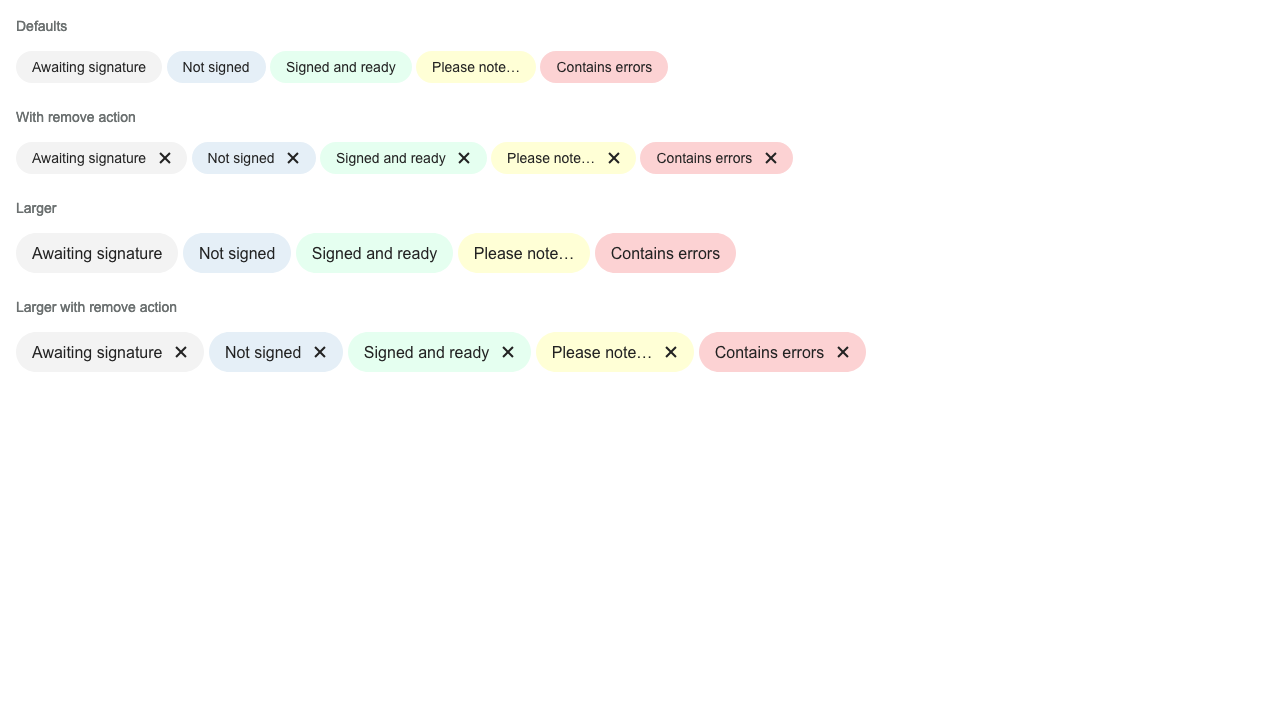 Defaults
Awaiting signature Not signed Signed and ready Please note… Contains errors
With remove action
Awaiting signature Not signed Signed and ready Please note… Contains errors
Larger
Awaiting signature Not signed Signed and ready Please note… Contains errors
Larger with remove action
Awaiting signature Not signed Signed and ready Please note… Contains errors